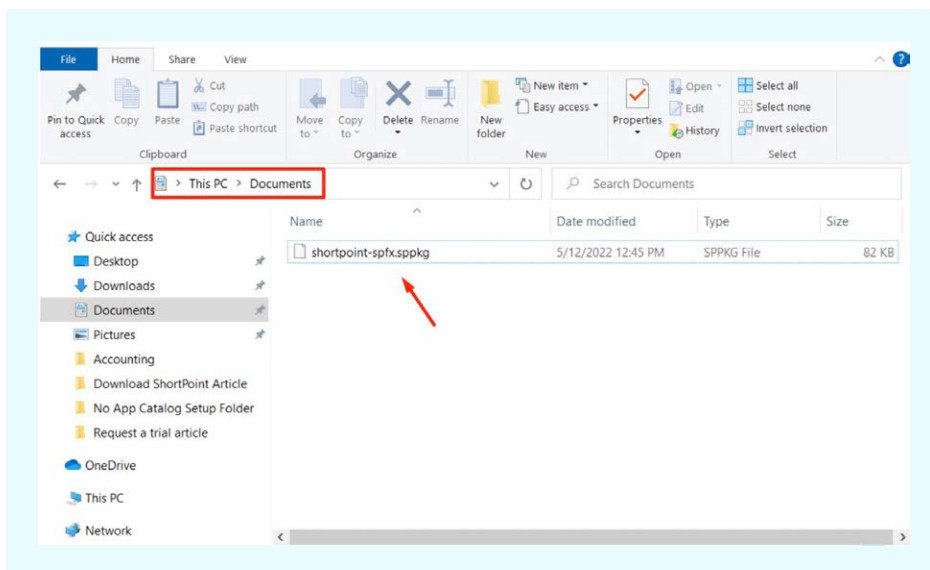 File Home Share View
Pin to Quick access
Copy
Paste
Cut
Copy path
Paste shortcut
Clipboard
Move to
Copy to
Delete
Rename
Organize
New folder
New item
Easy access
New
Properties
Open
Edit
History
Open
Select all
Select none
Invert selection
Select
This PC > Documents
Search Documents
Name Date modified Type Size
shortpoint-spfx.sppkg 5/12/2022 12:45 PM SPPKG File 82 KB
Quick access
Desktop
Downloads
Documents
Pictures
Accounting
Download ShortPoint Article
No App Catalog Setup Folder
Request a trial article
OneDrive
This PC
Network